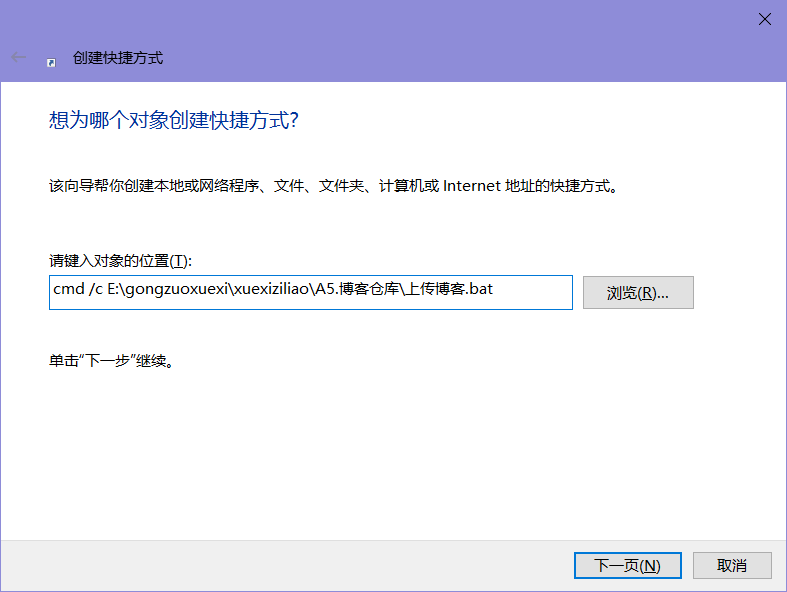 创建快捷方式
想为哪个对象创建快捷方式?
该向导帮你创建本地或网络程序、文件、文件夹、计算机或 Internet 地址的快捷方式。
请键入对象的位置(T):
cmd /c E:\gongzuoxuexi\xuexiziliao\A5.博客仓库\上传博客.bat
浏览(R)...
单击“下一步”继续。
下一页(N)
取消